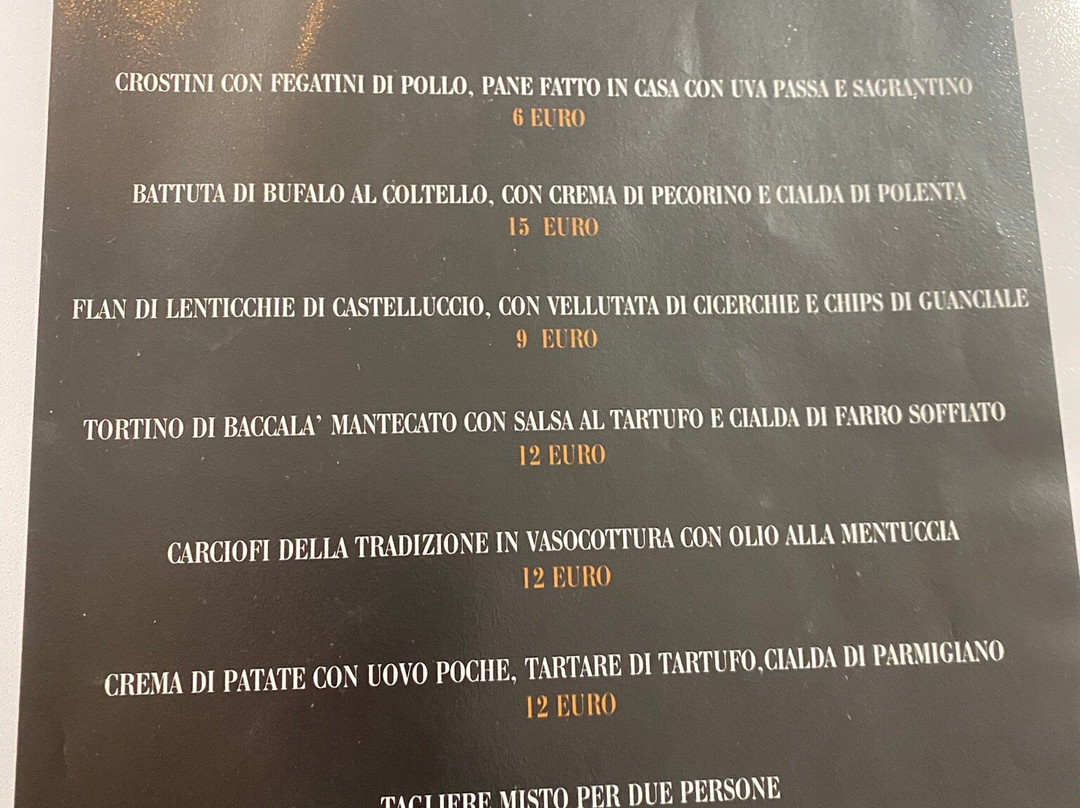 CROSTINI CON FEGATINI DI POLLO, PANE FATTO IN CASA CON UVA PASSA E SAGRANTINO
6 EURO
BATTUTA DI BUFALO AL COLTELLO, CON CREMA DI PECORINO E CIALDA DI POLENTA
15 EURO
FLAN DI LENTICCHIE DI CASTELLUCCIO, CON VELLUTATA DI CICERCHIE E CHIPS DI GUANCIALE
9 EURO
TORTINO DI BACCALA' MANTECATO CON SALSA AL TARTUFO E CIALDA DI FARRO SOFFIATO
12 EURO
CARCIOFI DELLA TRADIZIONE IN VASOCOTTURA CON OLIO ALLA MENTUCCIA
12 EURO
CREMA DI PATATE CON UOVO POCHE, TARTARE DI TARTUFO,CIALDA DI PARMIGIANO
12 EURO
TAGLIERE MISTO PER DUE PERSONE